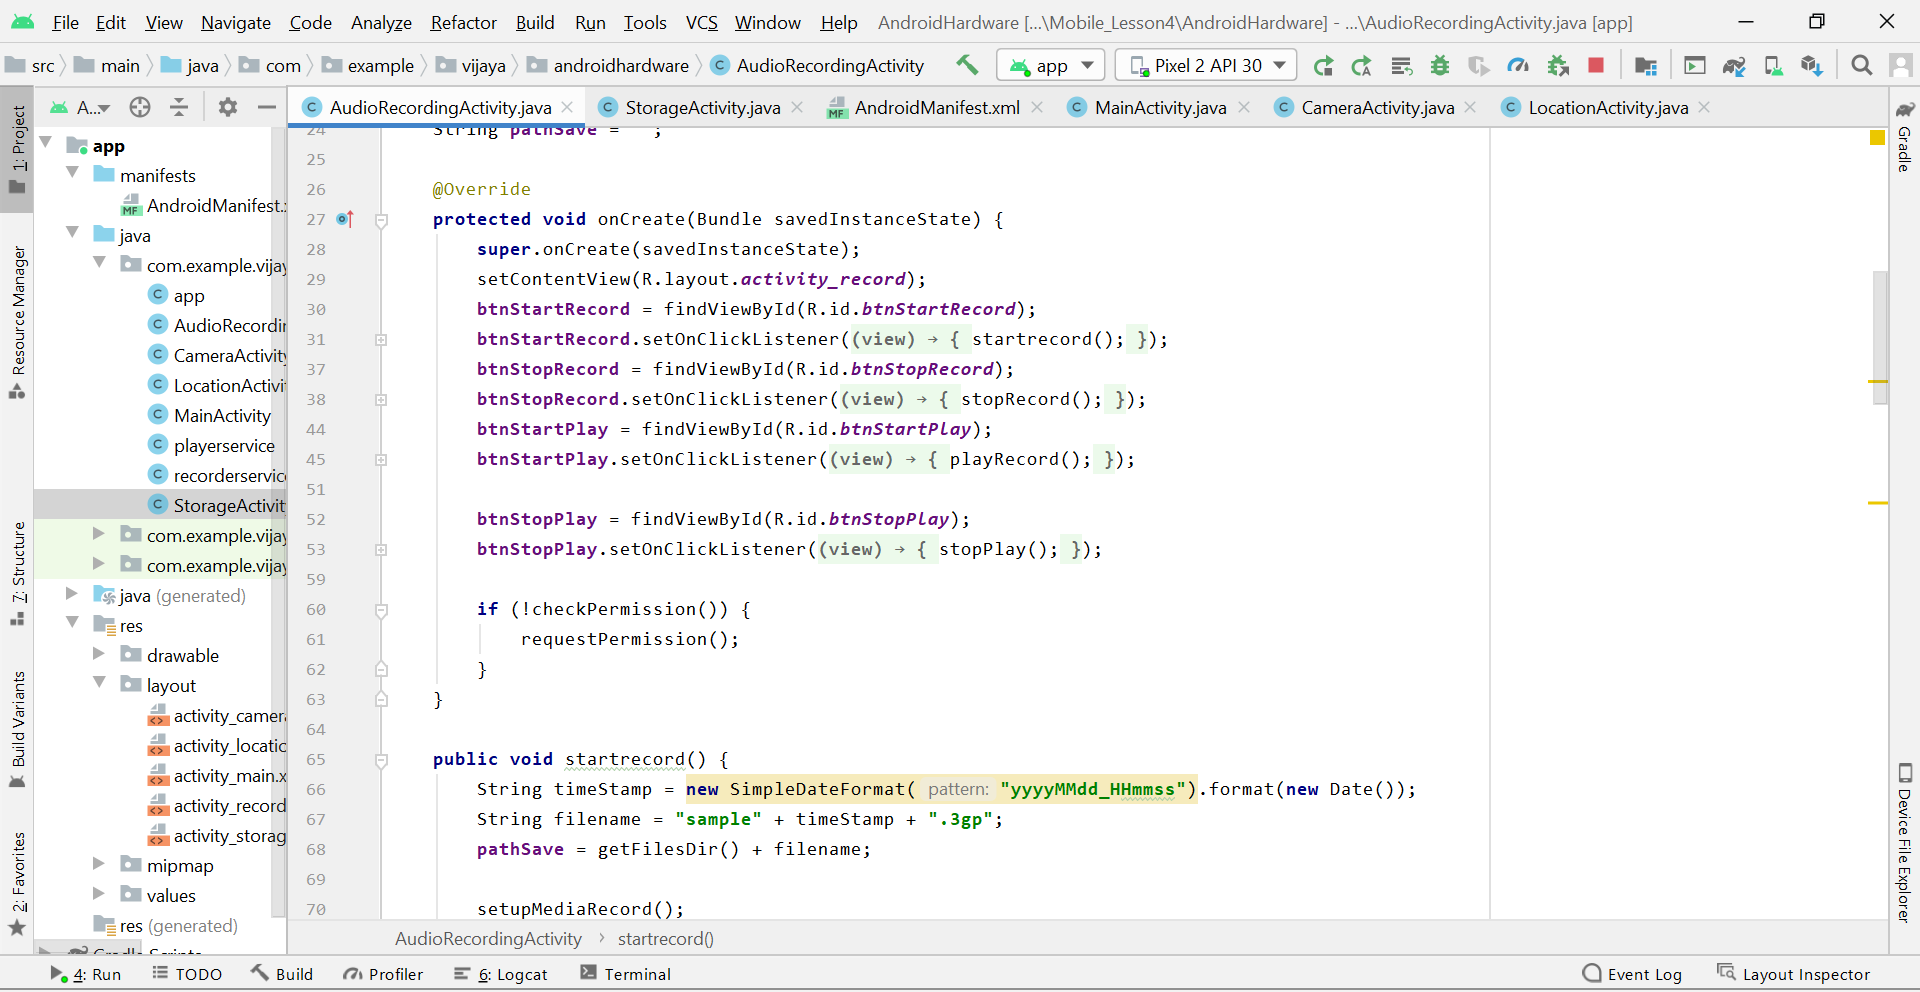 File Edit View Navigate Code Analyze Refactor Build Run Tools VCS Window Help AndroidHardware [...\Mobile_Lesson4\AndroidHardware] - ...\AudioRecordingActivity.java [app]
src main java com example vijaya androidhardware AudioRecordingActivity app Pixel 2 API 30
A... AudioRecordingActivity.java StorageActivity.java AndroidManifest.xml MainActivity.java CameraActivity.java LocationActivity.java
1: Project
Resource Manager
7: Structure
Build Variants
2: Favorites
app
manifests
AndroidManifest.
java
com.example.vijay
app
AudioRecordin
CameraActivity
LocationActivi
MainActivity
playerservice
recorderservic
StorageActivit
com.example.vijay
com.example.vijay
java (generated)
res
drawable
layout
activity_camera
activity_locatio
activity_main.x
activity_record
activity_storag
mipmap
values
res (generated)
Gradle Scripts
24 String pathSave = ;
25
26 @Override
27 protected void onCreate(Bundle savedInstanceState) {
28 super.onCreate(savedInstanceState);
29 setContentView(R.layout.activity_record);
30 btnStartRecord = findViewById(R.id.btnStartRecord);
31 btnStartRecord.setOnClickListener((view) → { startrecord(); });
37 btnStopRecord = findViewById(R.id.btnStopRecord);
38 btnStopRecord.setOnClickListener((view) → { stopRecord(); });
44 btnStartPlay = findViewById(R.id.btnStartPlay);
45 btnStartPlay.setOnClickListener((view) → { playRecord(); });
51
52 btnStopPlay = findViewById(R.id.btnStopPlay);
53 btnStopPlay.setOnClickListener((view) → { stopPlay(); });
59
60 if (!checkPermission()) {
61 requestPermission();
62 }
63 }
64
65 public void startrecord() {
66 String timeStamp = new SimpleDateFormat( pattern: "yyyyMMdd_HHmmss").format(new Date());
67 String filename = "sample" + timeStamp + ".3gp";
68 pathSave = getFilesDir() + filename;
69
70 setupMediaRecord();
AudioRecordingActivity › startrecord()
Gradle
Device File Explorer
4: Run TODO Build Profiler 6: Logcat Terminal Event Log Layout Inspector